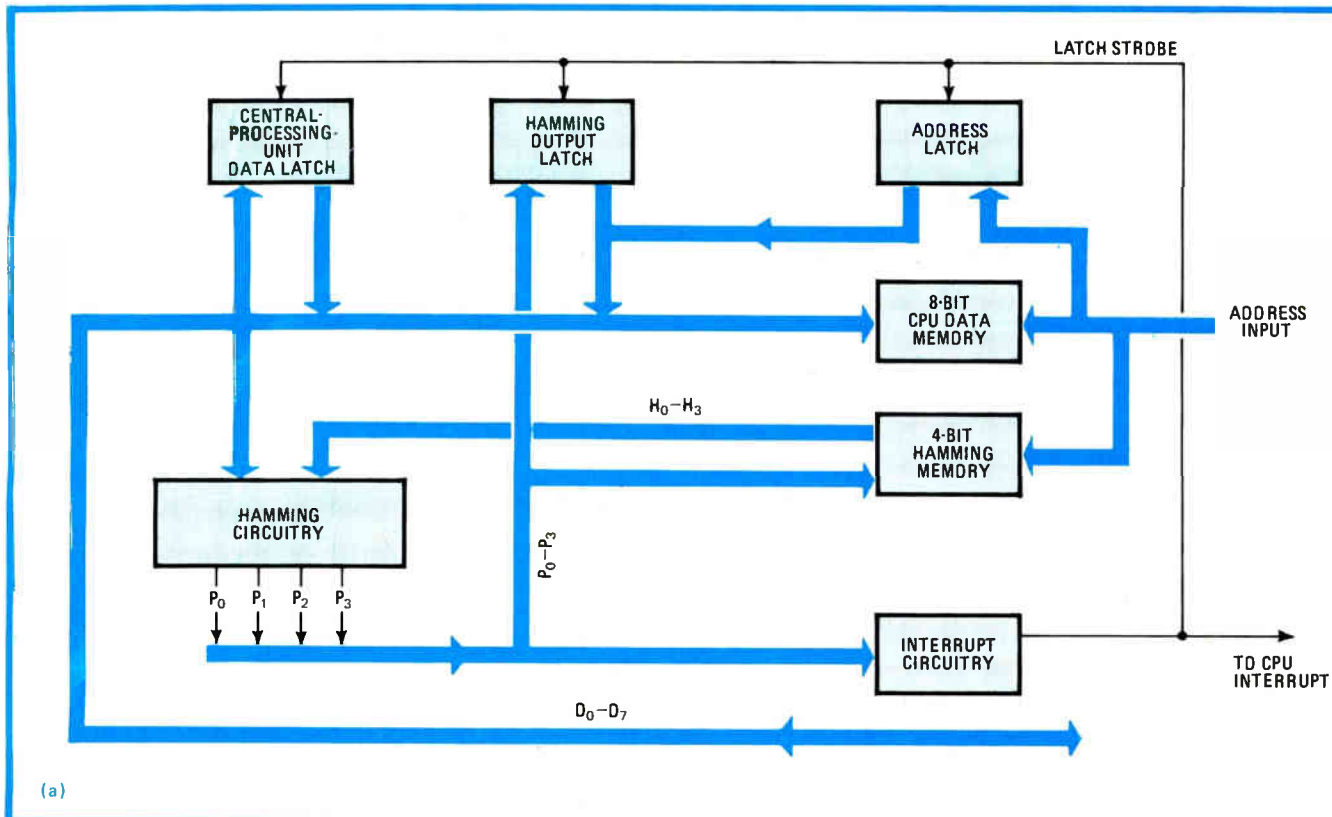 LATCH STROBE
CENTRAL-
PROCESSING-
UNIT
DATA LATCH
HAMMING
OUTPUT
LATCH
ADDRESS
LATCH
8-BIT
CPU DATA
MEMORY
ADDRESS
INPUT
H0–H3
4-BIT
HAMMING
MEMORY
HAMMING
CIRCUITRY
P0–P3
P0 P1 P2 P3
INTERRUPT
CIRCUITRY
TO CPU
INTERRUPT
D0–D7
(a)